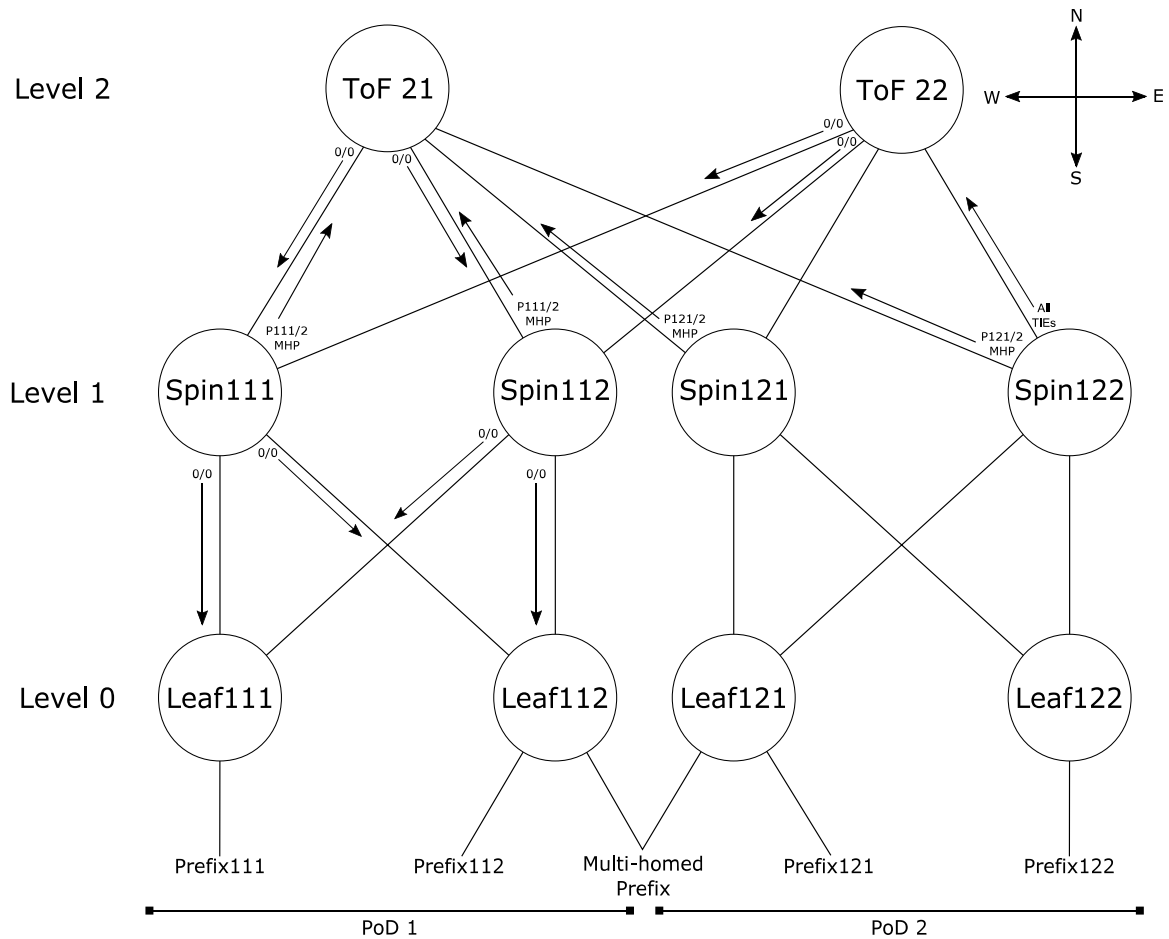 N
Level 2
ToF 21
ToF 22
W
E
S
0/0
0/0
0/0
0/0
P111/2
MHP
P111/2
MHP
P121/2
MHP
P121/2
MHP
All
TIEs
Level 1
Spin111
Spin112
Spin121
Spin122
0/0
0/0
0/0
0/0
Level 0
Leaf111
Leaf112
Leaf121
Leaf122
Prefix111
Prefix112
Multi-homed
Prefix
Prefix121
Prefix122
PoD 1
PoD 2